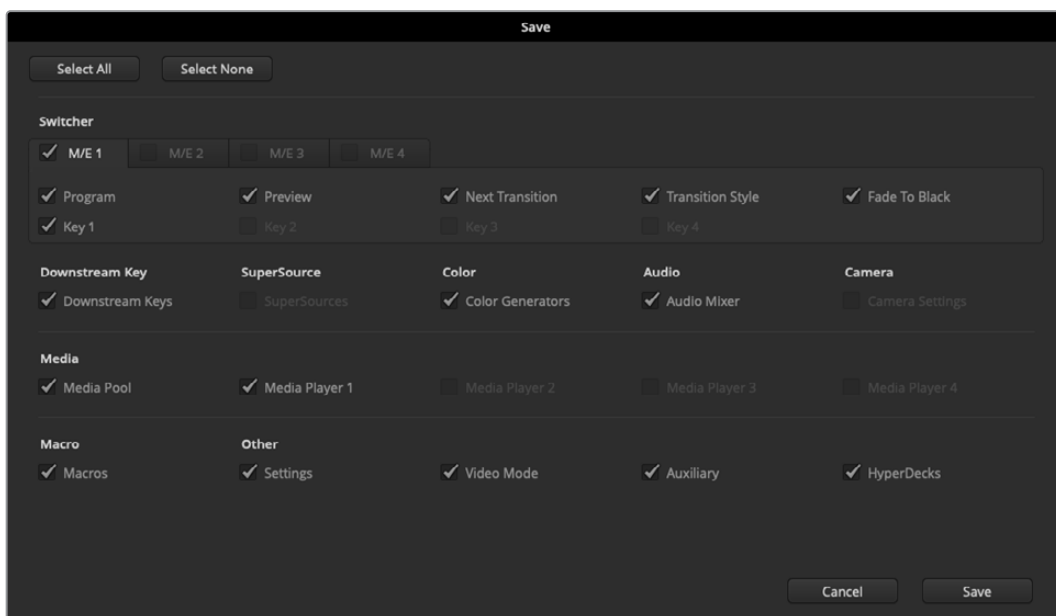 Save
Select All Select None
Switcher
M/E 1 M/E 2 M/E 3 M/E 4
Program Preview Next Transition Transition Style Fade To Black
Key 1 Key 2 Key 3 Key 4
Downstream Key SuperSource Color Audio Camera
Downstream Keys SuperSources Color Generators Audio Mixer Camera Settings
Media
Media Pool Media Player 1 Media Player 2 Media Player 3 Media Player 4
Macro Other
Macros Settings Video Mode Auxiliary HyperDecks
Cancel Save